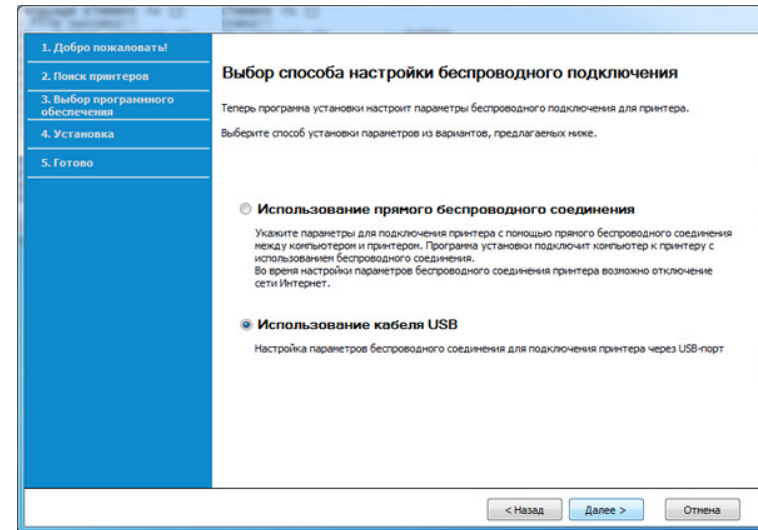 1. Добро пожаловать!
2. Поиск принтеров
3. Выбор программного
обеспечения
4. Установка
5. Готово
Выбор способа настройки беспроводного подключения
Теперь программа установки настроит параметры беспроводного подключения для принтера.
Выберите способ установки параметров из вариантов, предлагаемых ниже.
Использование прямого беспроводного соединения
Укажите параметры для подключения принтера с помощью прямого беспроводного соединения
между компьютером и принтером. Программа установки подключит компьютер к принтеру с
использованием беспроводного соединения.
Во время настройки параметров беспроводного соединения принтера возможно отключение
сети Интернет.
Использование кабеля USB
Настройка параметров беспроводного соединения для подключения принтера через USB-порт
< Назад
Далее >
Отмена